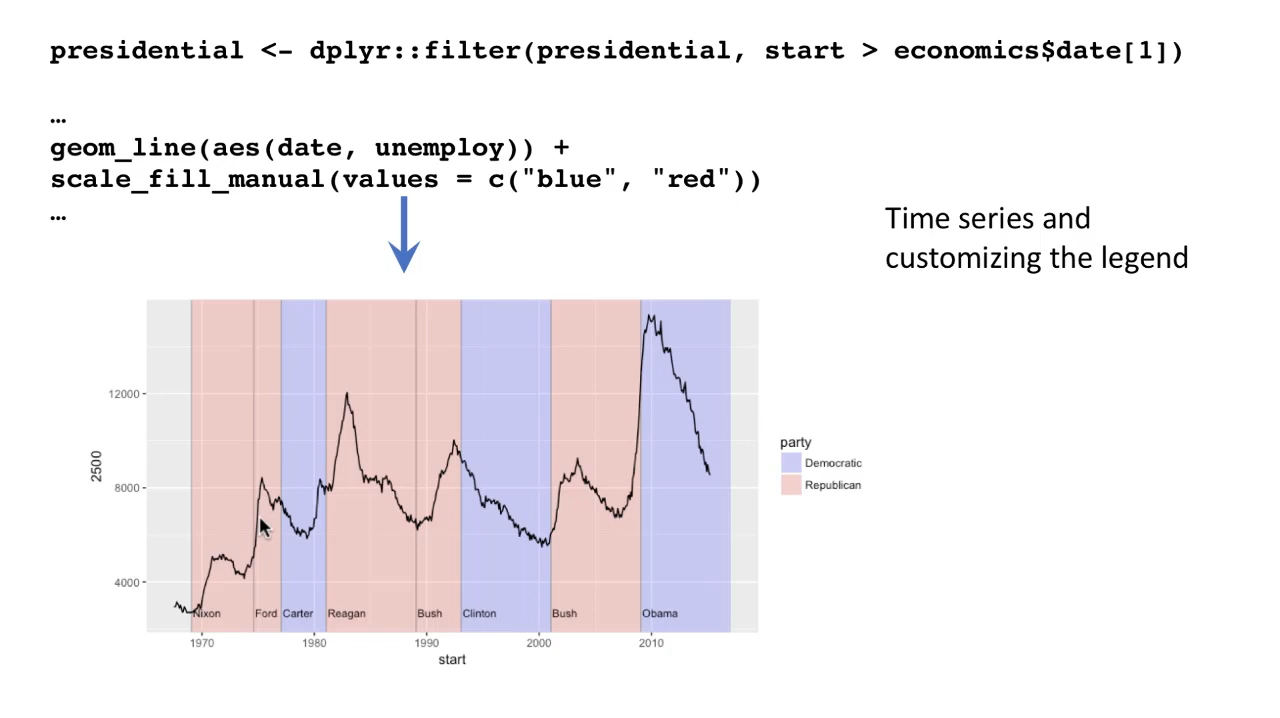 presidential <- dplyr::filter(presidential, start > economics$date[1])
…
geom_line(aes(date, unemploy)) +
scale_fill_manual(values = c("blue", "red"))
…
Time series and
customizing the legend
12000
8000
4000
2500
Nixon Ford Carter Reagan Bush Clinton Bush Obama
1970 1980 1990 2000 2010
start
party
Democratic
Republican